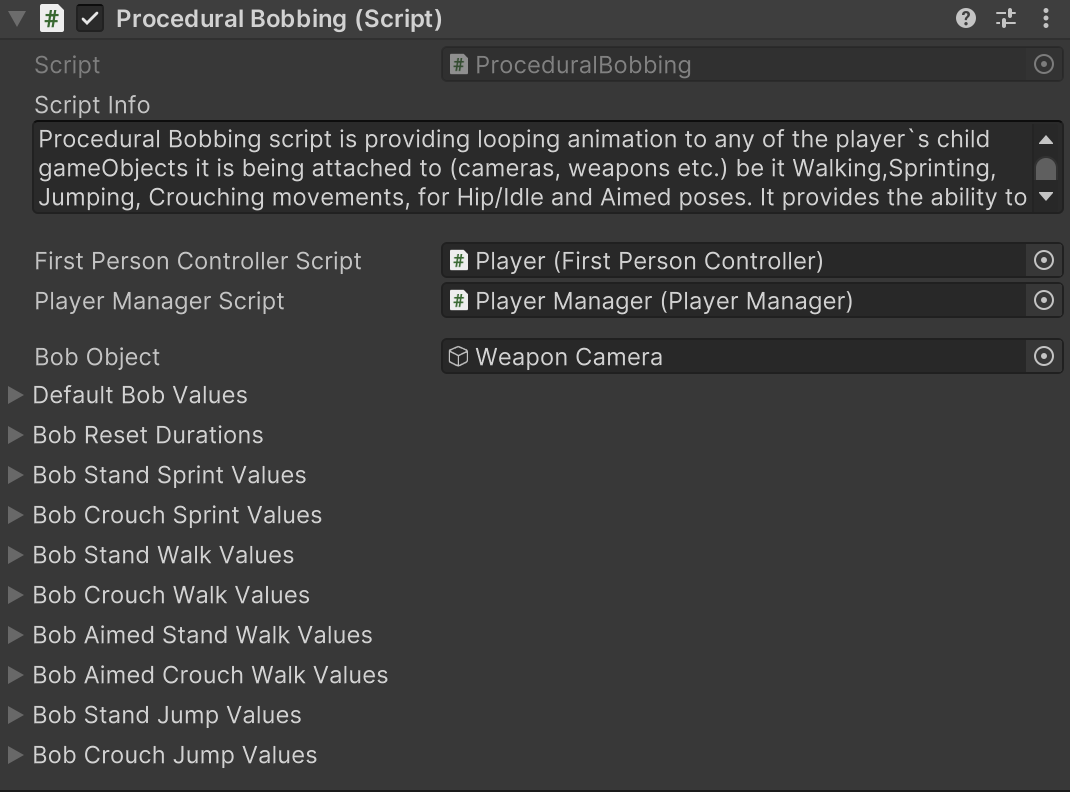 Procedural Bobbing (Script)
Script ProceduralBobbing
Script Info
Procedural Bobbing script is providing looping animation to any of the player`s child
gameObjects it is being attached to (cameras, weapons etc.) be it Walking,Sprinting,
Jumping, Crouching movements, for Hip/Idle and Aimed poses. It provides the ability to
First Person Controller Script Player (First Person Controller)
Player Manager Script Player Manager (Player Manager)
Bob Object Weapon Camera
Default Bob Values
Bob Reset Durations
Bob Stand Sprint Values
Bob Crouch Sprint Values
Bob Stand Walk Values
Bob Crouch Walk Values
Bob Aimed Stand Walk Values
Bob Aimed Crouch Walk Values
Bob Stand Jump Values
Bob Crouch Jump Values